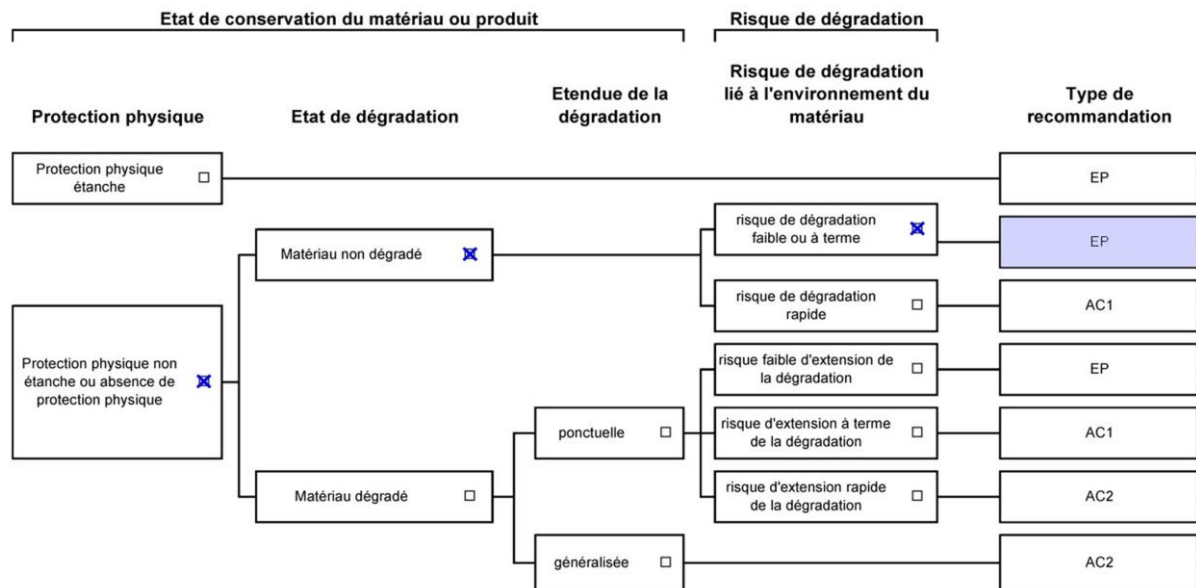 Etat de conservation du matériau ou produit
Risque de dégradation
Protection physique
Etat de dégradation
Etendue de la
dégradation
Risque de dégradation
lié à l'environnement du
matériau
Type de
recommandation
Protection physique
étanche
EP
risque de dégradation
faible ou à terme
EP
Matériau non dégradé
risque de dégradation
rapide
AC1
Protection physique non
étanche ou absence de
protection physique
risque faible d'extension de
la dégradation
EP
ponctuelle
risque d'extension à terme
de la dégradation
AC1
Matériau dégradé
risque d'extension rapide
de la dégradation
AC2
généralisée
AC2